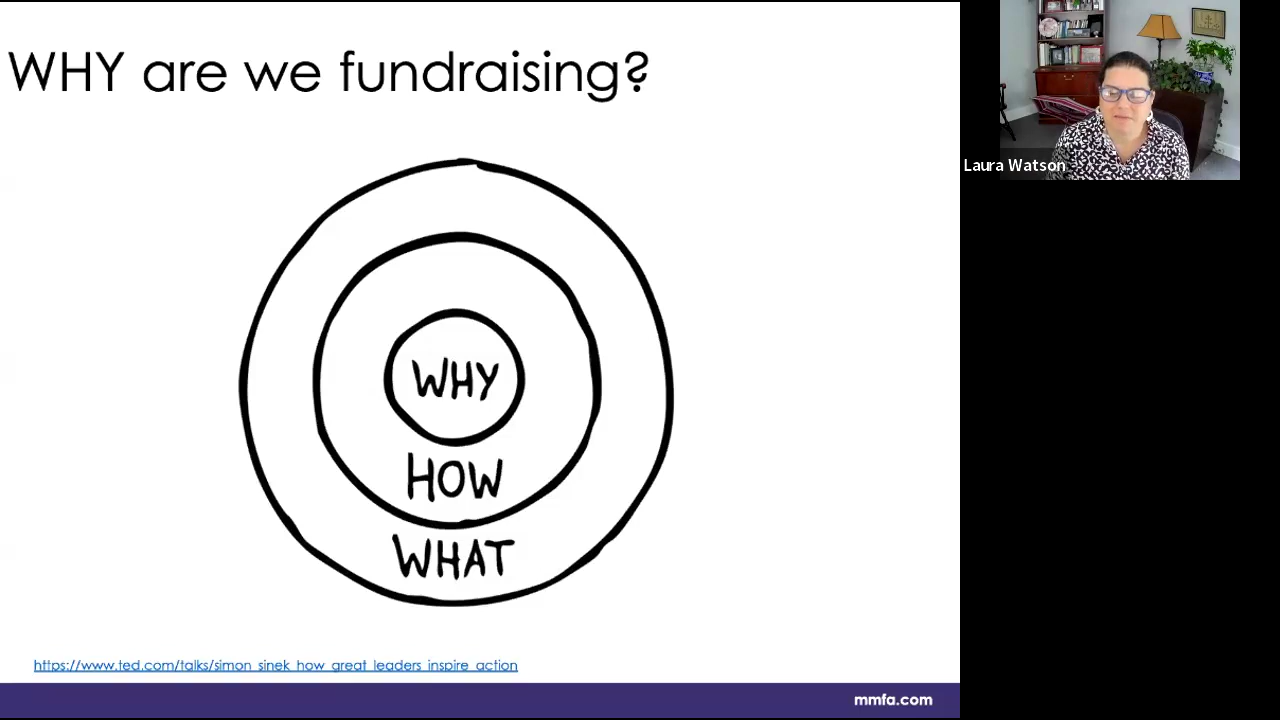 WHY are we fundraising?
Laura Watson
WHY
HOW
WHAT
https://www.ted.com/talks/simon_sinek_how_great_leaders_inspire_action
mmfa.com